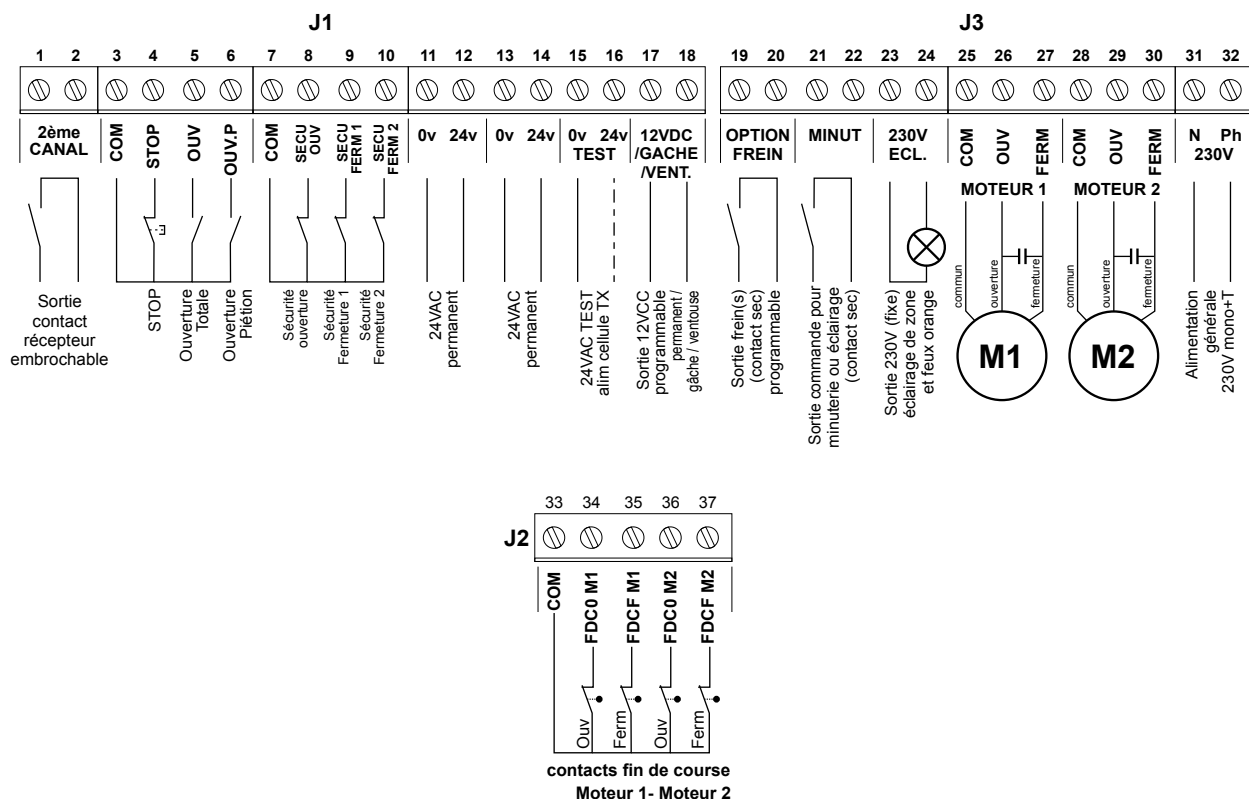 J1
J3
1 2 3 4 5 6 7 8 9 10 11 12 13 14 15 16 17 18
19 20 21 22 23 24 25 26 27 28 29 30 31 32
2ème
CANAL
COM
STOP
OUV
OUV.P
COM
SECU
OUV
SECU
FERM 1
SECU
FERM 2
0v 24v
0v 24v
0v 24v
TEST
12VDC
/GACHE
/VENT.
OPTION
FREIN
MINUT
230V
ECL.
COM
OUV
FERM
MOTEUR 1
COM
OUV
FERM
MOTEUR 2
N Ph
230V
Sortie
contact
récepteur
embrochable
STOP
Ouverture
Totale
Ouverture
Piétion
Sécurité
ouverture
Sécurité
Fermeture 1
Sécurité
Fermeture 2
24VAC
permanent
24VAC
permanent
24VAC TEST
alim cellule TX
Sortie 12VCC
programmable
permanent /
gâche / ventouse
Sortie frein(s)
(contact sec)
programmable
Sortie commande pour
minuterie ou éclairage
(contact sec)
Sortie 230V (fixe)
éclairage de zone
et feux orange
commun
ouverture
fermeture
M1
commun
ouverture
fermeture
M2
Alimentation
générale
230V mono+T
33 34 35 36 37
J2
COM
FDC0 M1
FDCF M1
FDC0 M2
FDCF M2
Ouv
Ferm
Ouv
Ferm
contacts fin de course
Moteur 1- Moteur 2